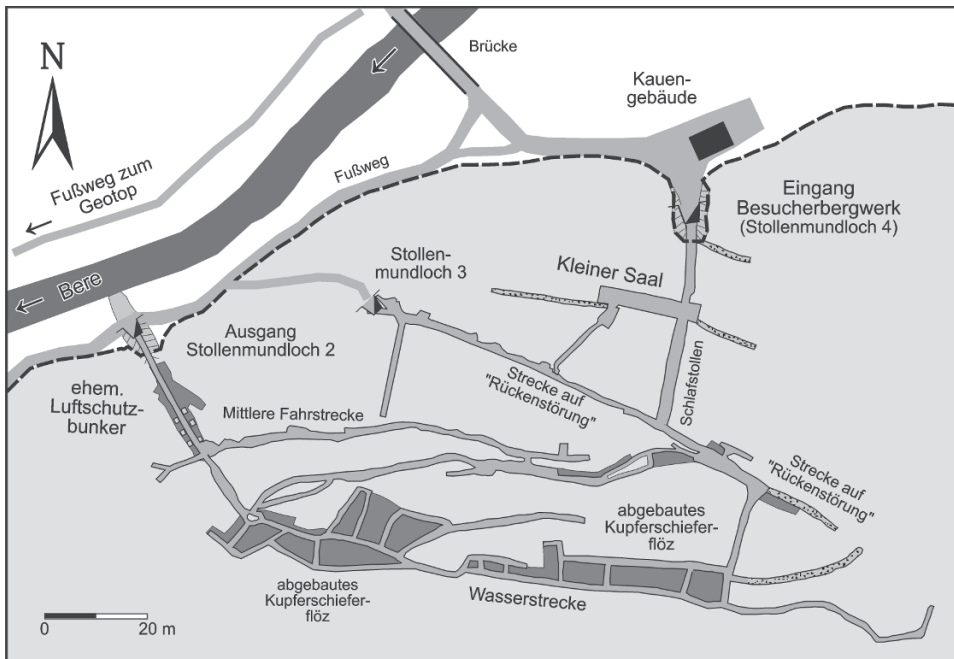 N
Brücke
Kauen-
gebäude
Fußweg zum
Geotop
Fußweg
Eingang
Besucherbergwerk
(Stollenmundloch 4)
Bere
Stollen-
mundloch 3
Kleiner Saal
Ausgang
Stollenmundloch 2
ehem.
Luftschutz-
bunker
Mittlere Fahrstrecke
Strecke auf
"Rückenstörung"
Schlafstollen
Strecke auf
"Rückenstörung"
abgebautes
Kupferschiefer-
flöz
abgebautes
Kupferschiefer-
flöz
Wasserstrecke
0
20 m